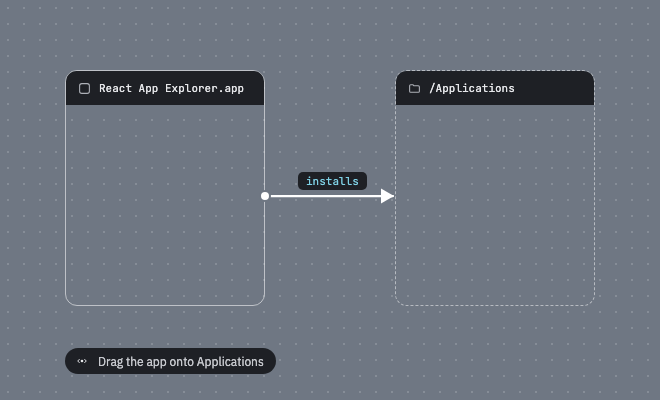 React App Explorer.app
/Applications
installs
Drag the app onto Applications